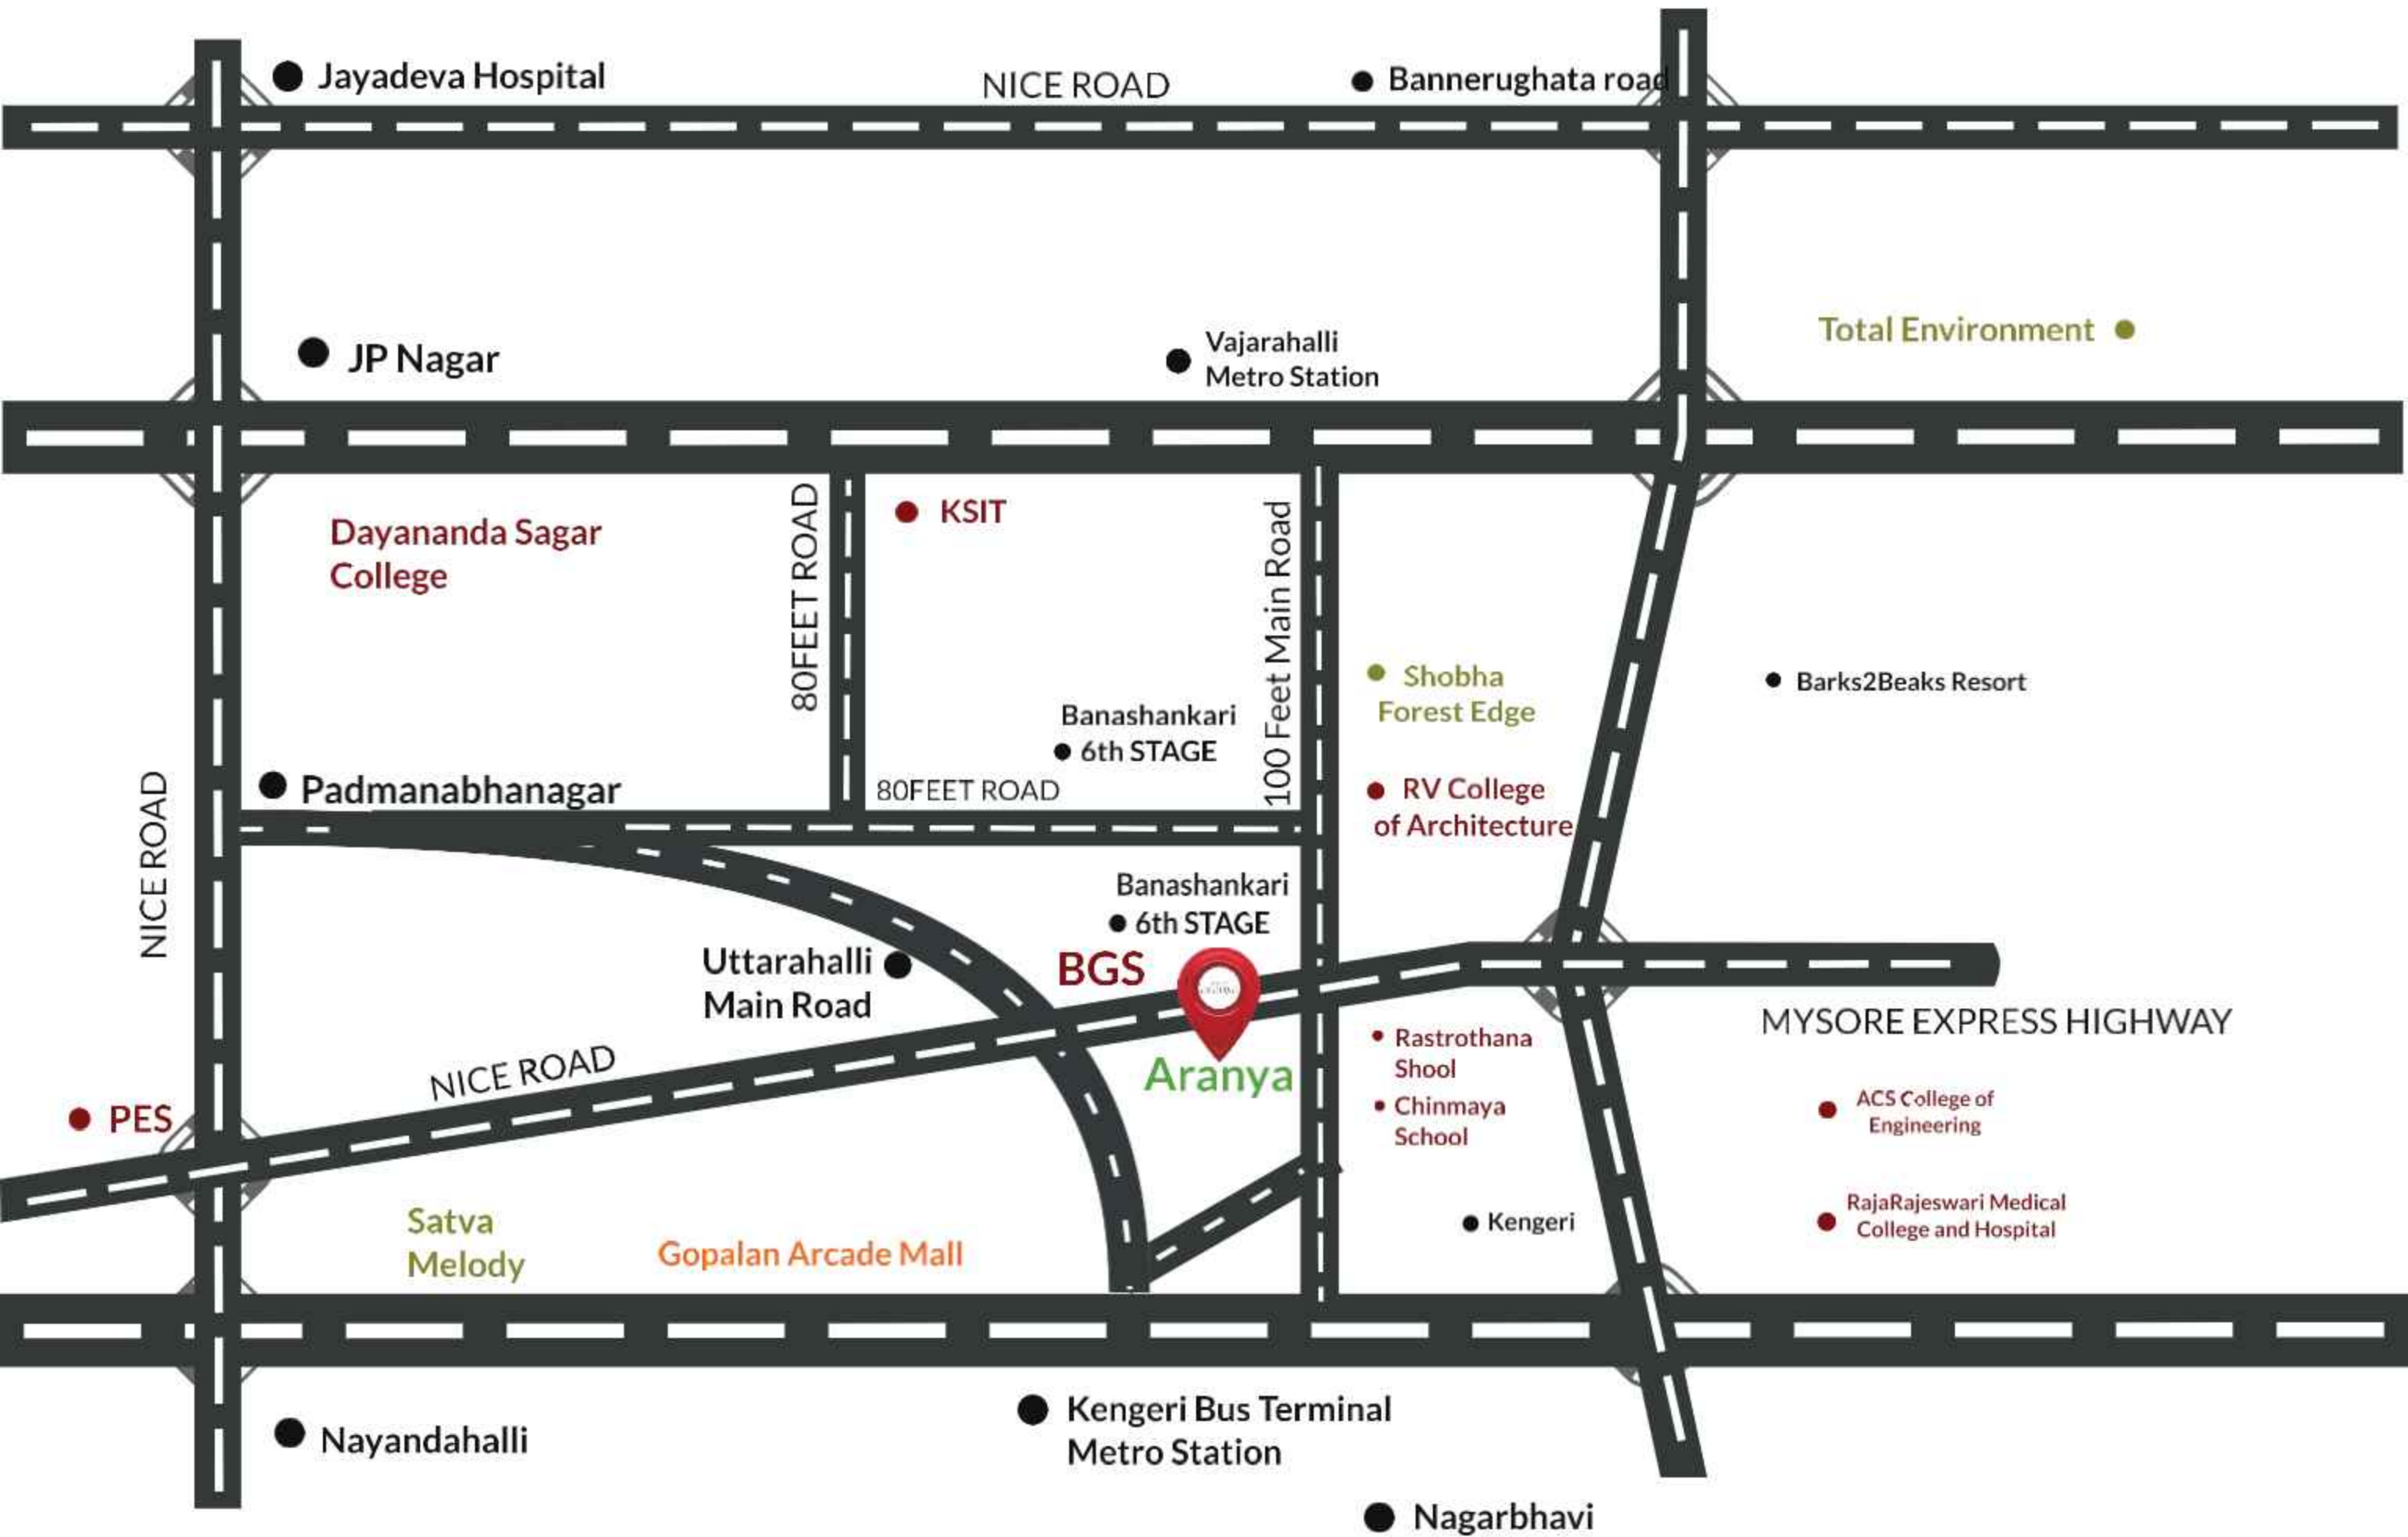 Jayadeva Hospital
NICE ROAD
Bannerughata road
JP Nagar
Vajarahalli
Metro Station
Total Environment
Dayananda Sagar
College
80FEET ROAD
KSIT
100 Feet Main Road
Shobha
Forest Edge
Barks2Beaks Resort
Banashankari
6th STAGE
Padmanabhanagar
80FEET ROAD
RV College
of Architecture
NICE ROAD
Banashankari
6th STAGE
Uttarahalli
Main Road
BGS
Aranya
NICE ROAD
MYSORE EXPRESS HIGHWAY
Rastrothana
Shool
Chinmaya
School
PES
ACS College of
Engineering
RajaRajeswari Medical
College and Hospital
Kengeri
Satva
Melody
Gopalan Arcade Mall
Nayandahalli
Kengeri Bus Terminal
Metro Station
Nagarbhavi